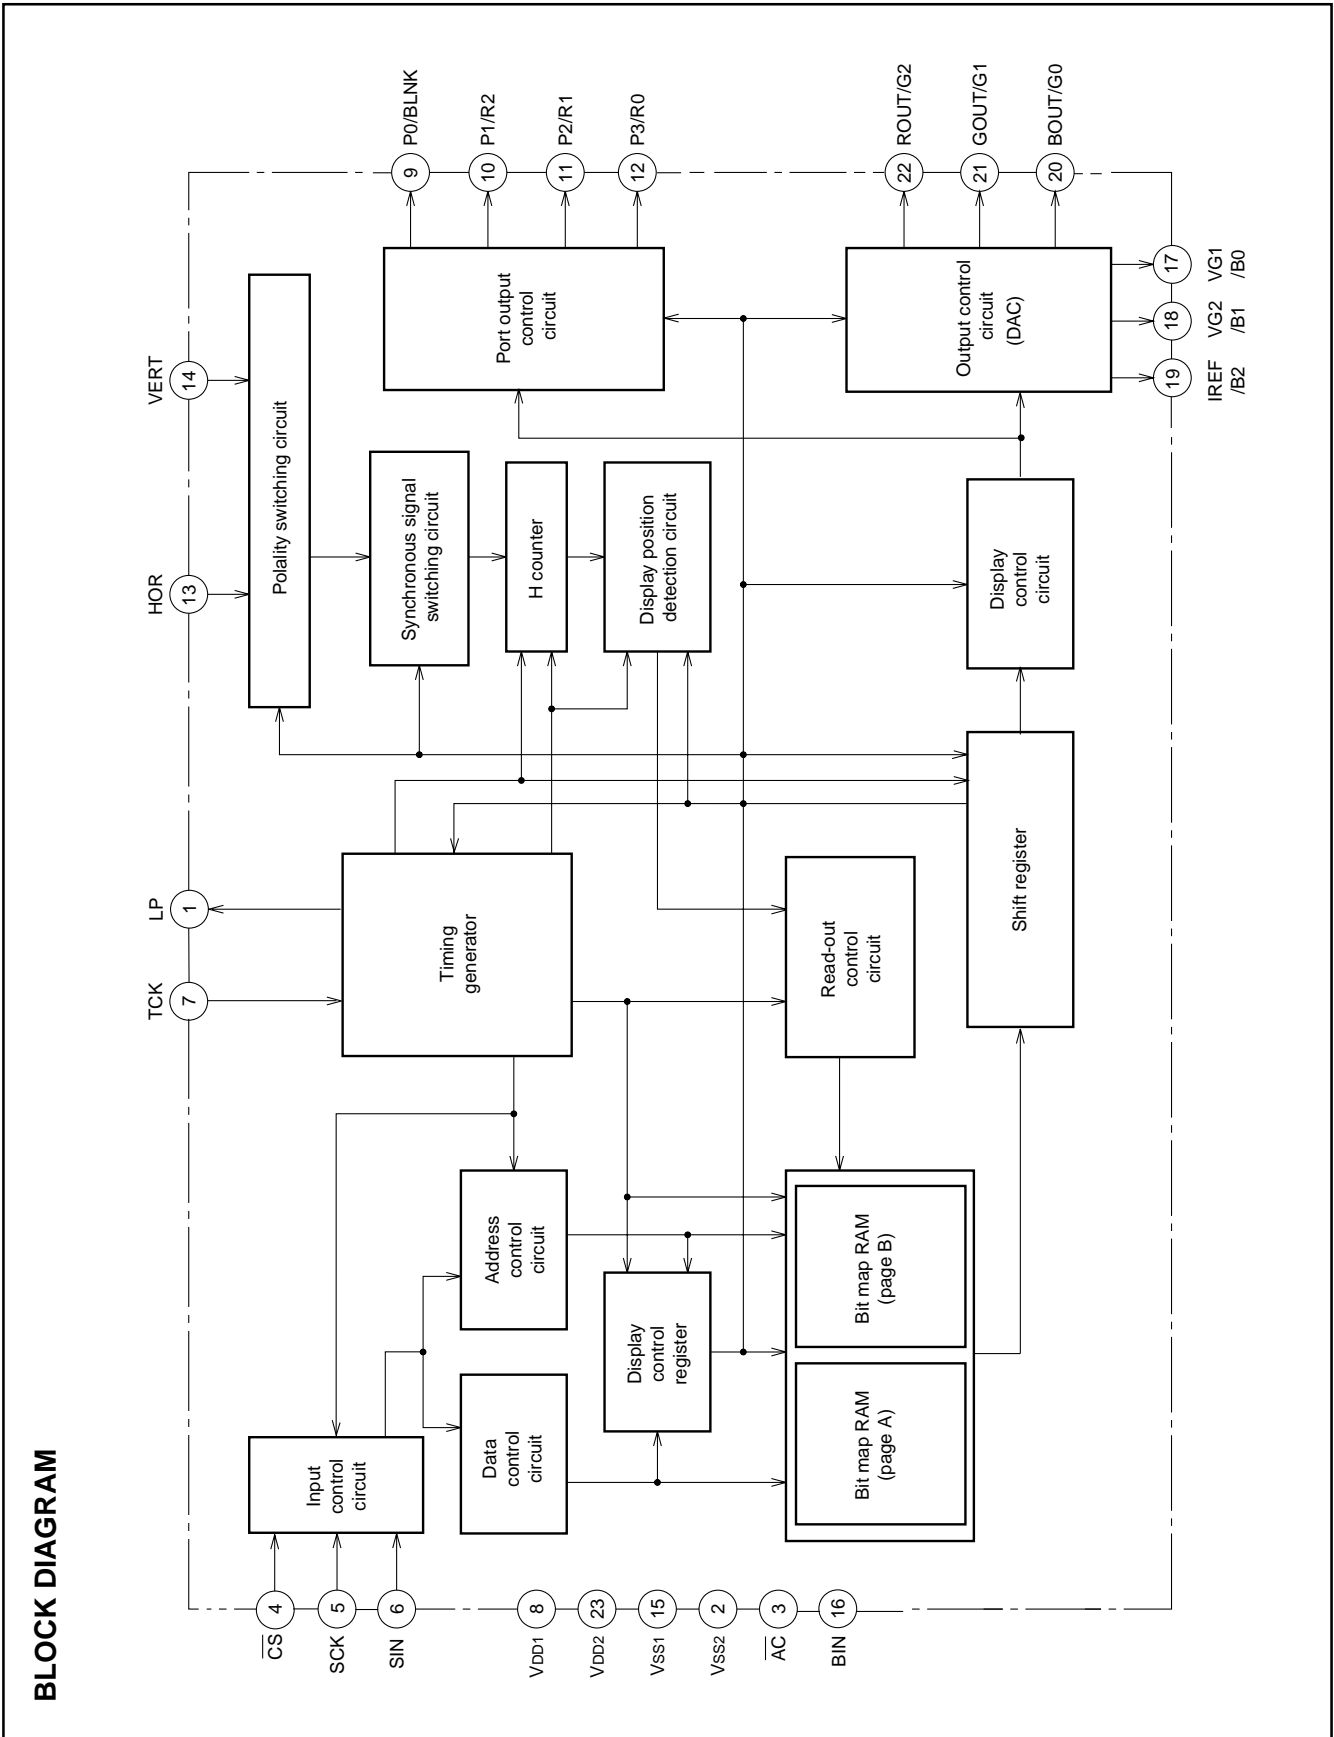 BLOCK DIAGRAM
TCK
7
LP
1
HOR
13
VERT
14
CS
4
SCK
5
SIN
6
VDD1
8
VDD2
23
VSS1
15
VSS2
2
AC
3
BIN
16
Input
control
circuit
Data
control
circuit
Address
control
circuit
Display
control
register
Bit map RAM
(page A)
Bit map RAM
(page B)
Timing
generator
Read-out
control
circuit
Shift register
Polality switching circuit
Synchronous signal
switching circuit
H counter
Display position
detection circuit
Display
control
circuit
Port output
control
circuit
Output control
circuit
(DAC)
9
P0/BLNK
10
P1/R2
11
P2/R1
12
P3/R0
22
ROUT/G2
21
GOUT/G1
20
BOUT/G0
19
IREF
/B2
18
VG2
/B1
17
VG1
/B0